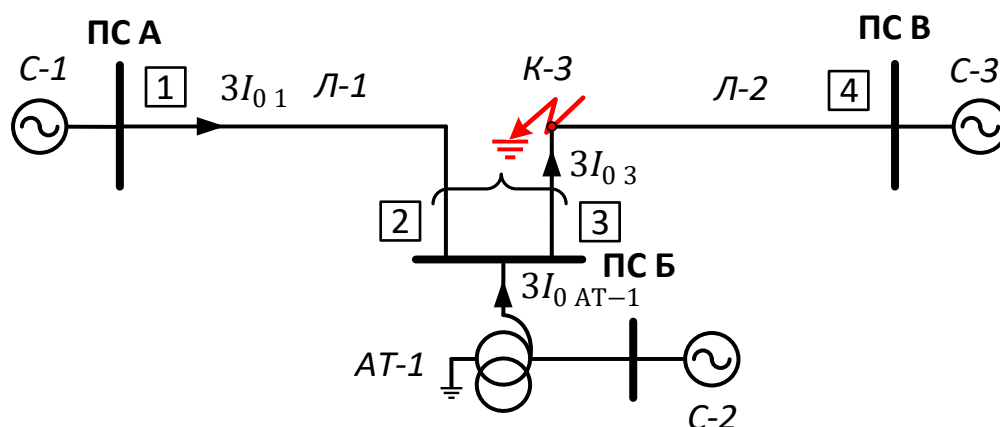 ПС А
ПС В
С-1
1
3I₀ ₁
Л-1
К-3
Л-2
4
С-3
3I₀ ₃
2
3
ПС Б
3I₀ АТ−1
АТ-1
С-2